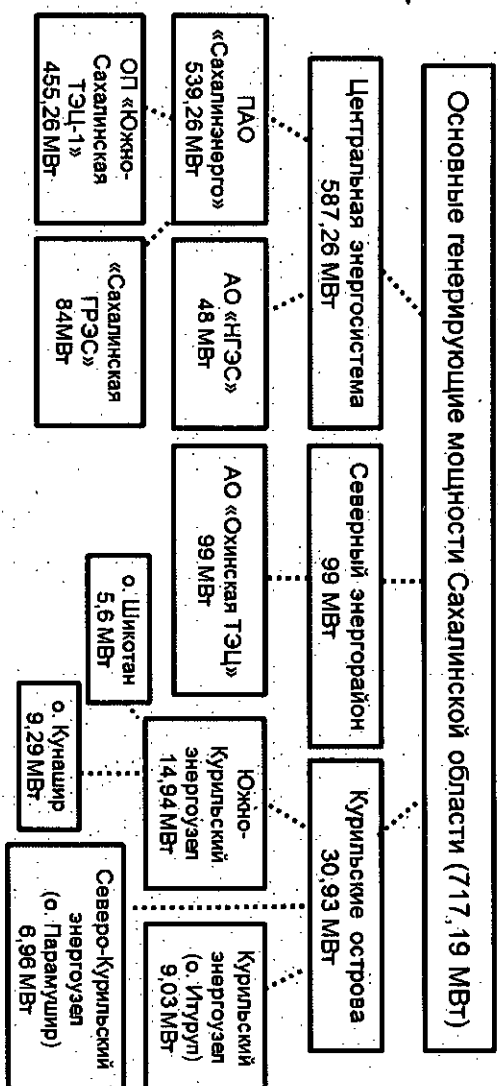 Основные генерирующие мощности Сахалинской области (717,19 МВт)
Центральная энергосистема
587,26 МВт
Северный энергорайон
99 МВт
Курильские острова
30,93 МВт
ПАО
«Сахалинэнерго»
539,26 МВт
АО «НГЭС»
48 МВт
АО «Охинская ТЭЦ»
99 МВт
Южно-
Курильский
энергоузел
14,94 МВт
Курильский
энергоузел
(о. Итуруп)
9,03 МВт
ОП «Южно-
Сахалинская
ТЭЦ-1»
455,26 МВт
«Сахалинская
ГРЭС»
84МВт
о. Шикотан
5,6 МВт
о. Кунашир
9,29 МВт
Северо-Курильский
энергоузел
(о. Парамушир)
6,96 МВт